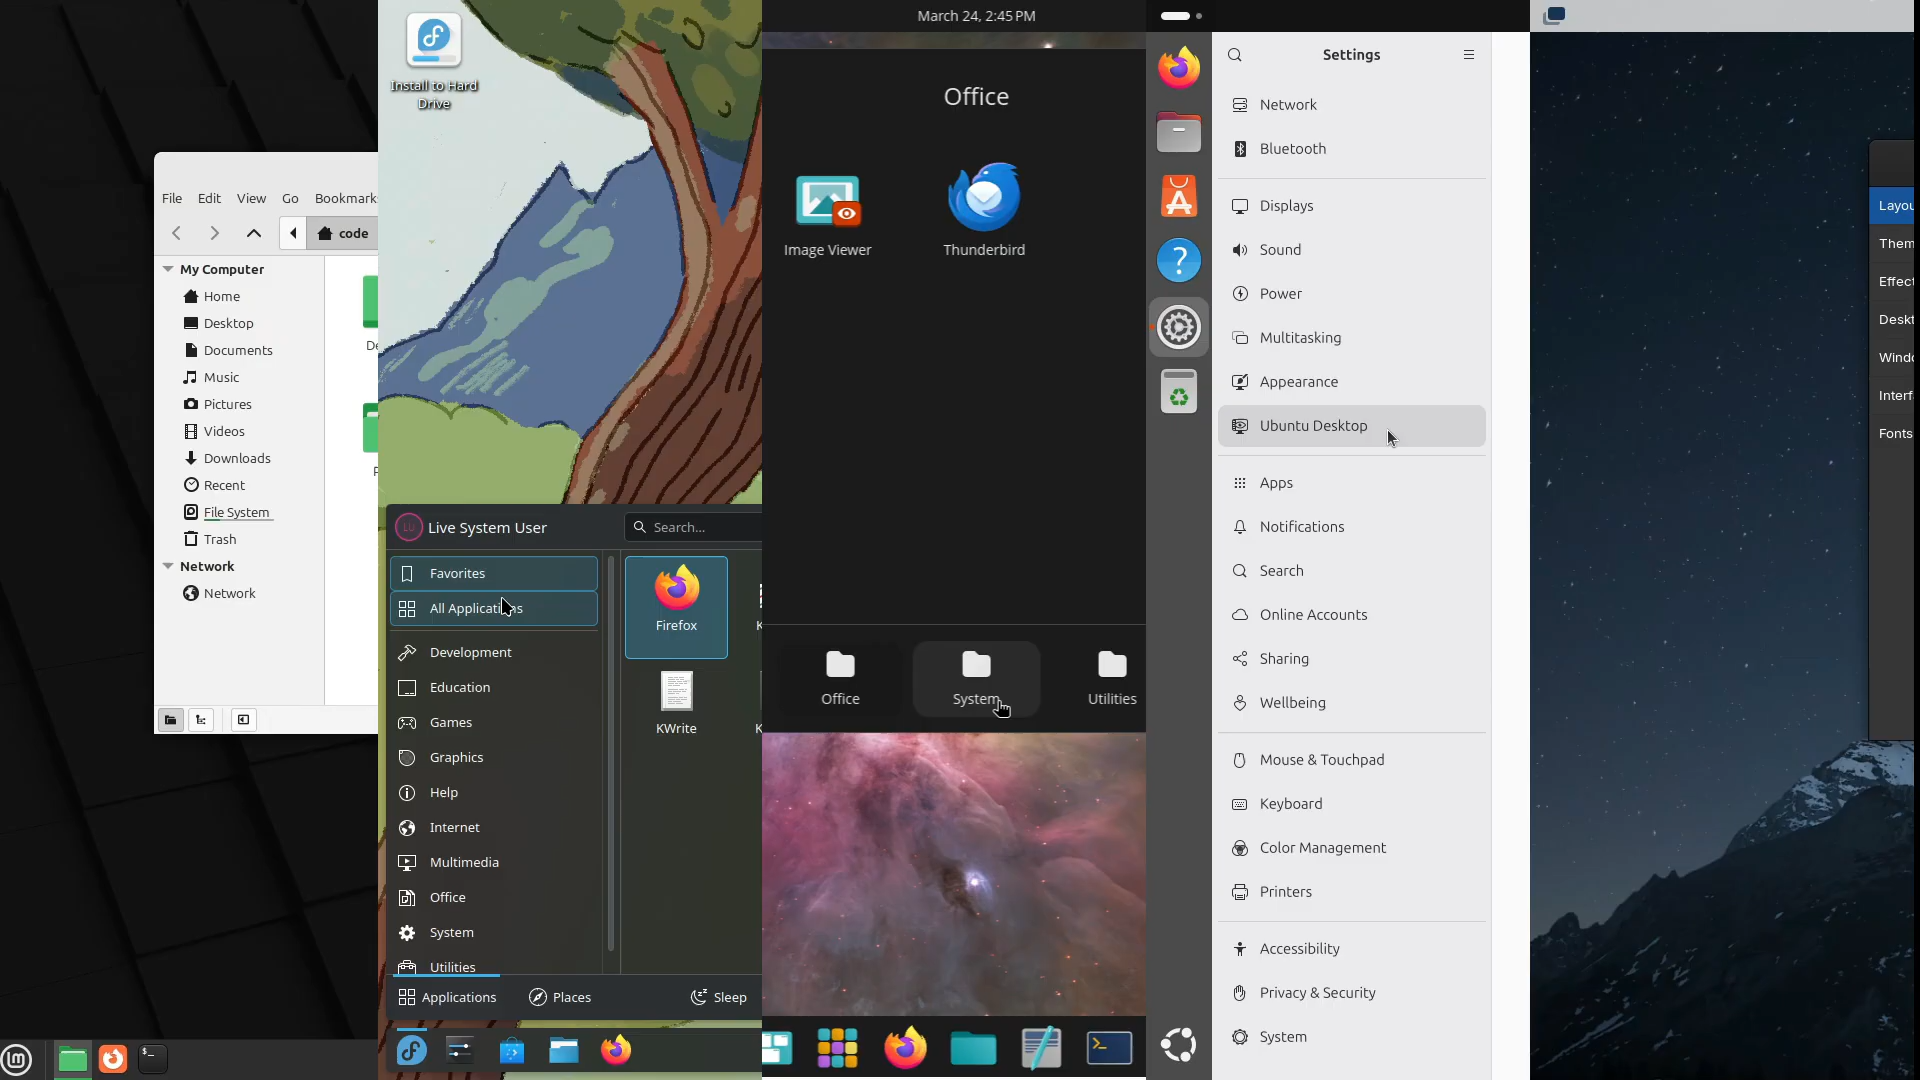 File Edit View Go
code
My Computer
Home
Desktop
Documents
Music
Pictures
Videos
Downloads
Recent
File System
Trash
Network
Network
Install to Hard
Drive
Live System User
Search...
Favorites
All Applications
Development
Education
Games
Graphics
Help
Internet
Multimedia
Office
System
Utilities
Firefox
KWrite
Applications Places Sleep
March 24, 2:45 PM
Office
Image Viewer Thunderbird
Office System Utilities
Settings
Network
Bluetooth
Displays
Sound
Power
Multitasking
Appearance
Ubuntu Desktop
Apps
Notifications
Search
Online Accounts
Sharing
Wellbeing
Mouse & Touchpad
Keyboard
Color Management
Printers
Accessibility
Privacy & Security
System
Fonts